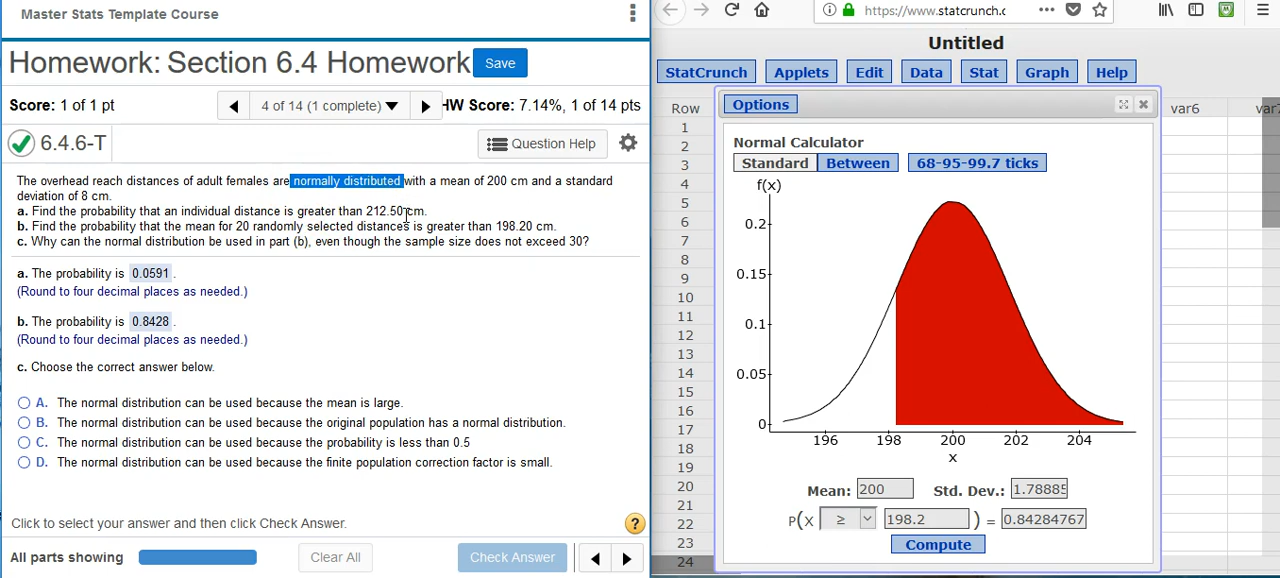 Master Stats Template Course
Homework: Section 6.4 Homework
Save
Score: 1 of 1 pt
4 of 14 (1 complete)
HW Score: 7.14%, 1 of 14 pts
6.4.6-T
Question Help
The overhead reach distances of adult females are normally distributed with a mean of 200 cm and a standard
deviation of 8 cm.
a. Find the probability that an individual distance is greater than 212.50 cm.
b. Find the probability that the mean for 20 randomly selected distances is greater than 198.20 cm.
c. Why can the normal distribution be used in part (b), even though the sample size does not exceed 30?
a. The probability is 0.0591.
(Round to four decimal places as needed.)
b. The probability is 0.8428.
(Round to four decimal places as needed.)
c. Choose the correct answer below.
A. The normal distribution can be used because the mean is large.
B. The normal distribution can be used because the original population has a normal distribution.
C. The normal distribution can be used because the probability is less than 0.5
D. The normal distribution can be used because the finite population correction factor is small.
Click to select your answer and then click Check Answer.
?
All parts showing
Clear All
Check Answer
https://www.statcrunch.c
Untitled
StatCrunch Applets Edit Data Stat Graph Help
Row var6 var7
1
2
3
4
5
6
7
8
9
10
11
12
13
14
15
16
17
18
19
20
21
22
23
24
Options
Normal Calculator
Standard Between 68-95-99.7 ticks
f(x)
0.2
0.15
0.1
0.05
0
196 198 200 202 204
x
Mean: 200 Std. Dev.: 1.78885
P(x ≥ 198.2 ) = 0.84284767
Compute